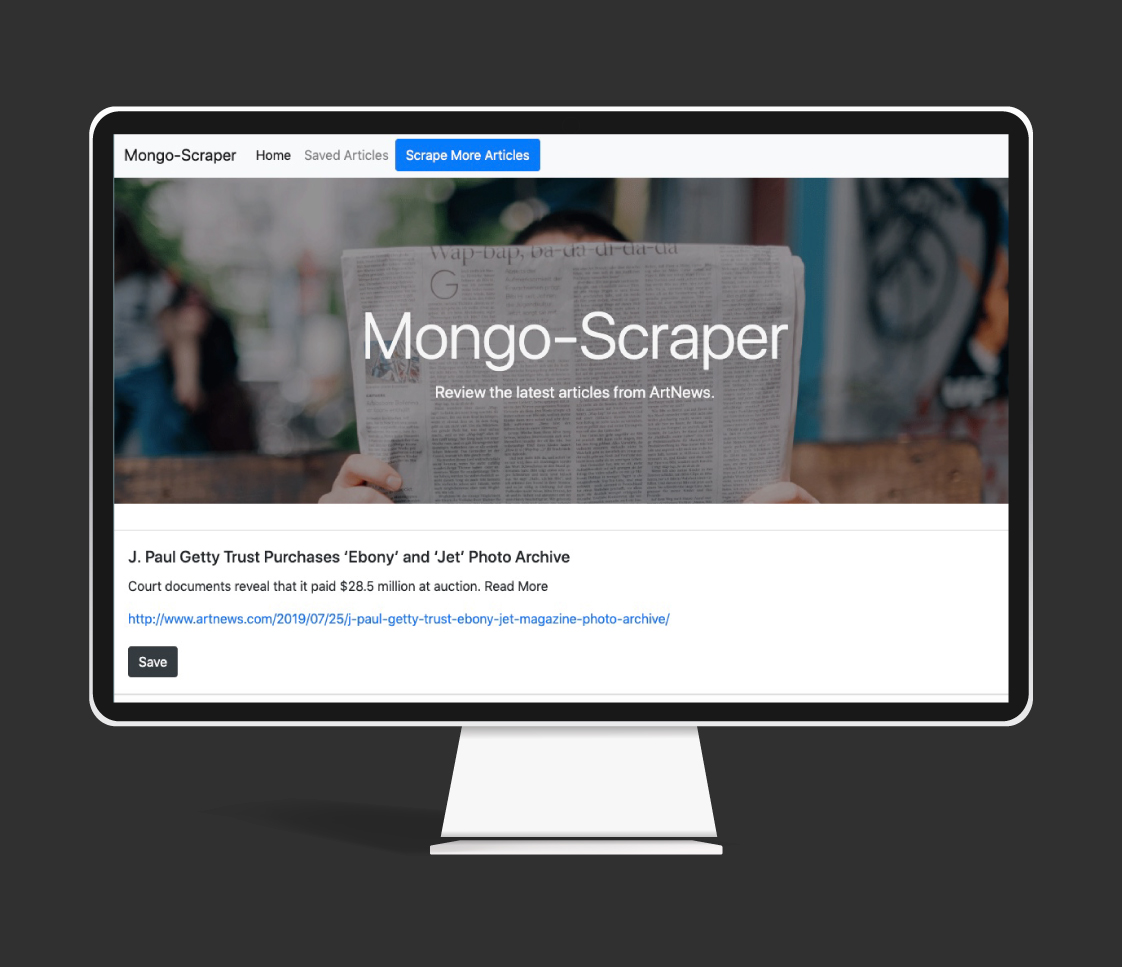 Mongo-Scraper Home Saved Articles Scrape More Articles
Wap-bap, ba-da-di-da-da
G
Mongo-Scraper
Review the latest articles from ArtNews.
J. Paul Getty Trust Purchases ‘Ebony’ and ‘Jet’ Photo Archive
Court documents reveal that it paid $28.5 million at auction. Read More
http://www.artnews.com/2019/07/25/j-paul-getty-trust-ebony-jet-magazine-photo-archive/
Save